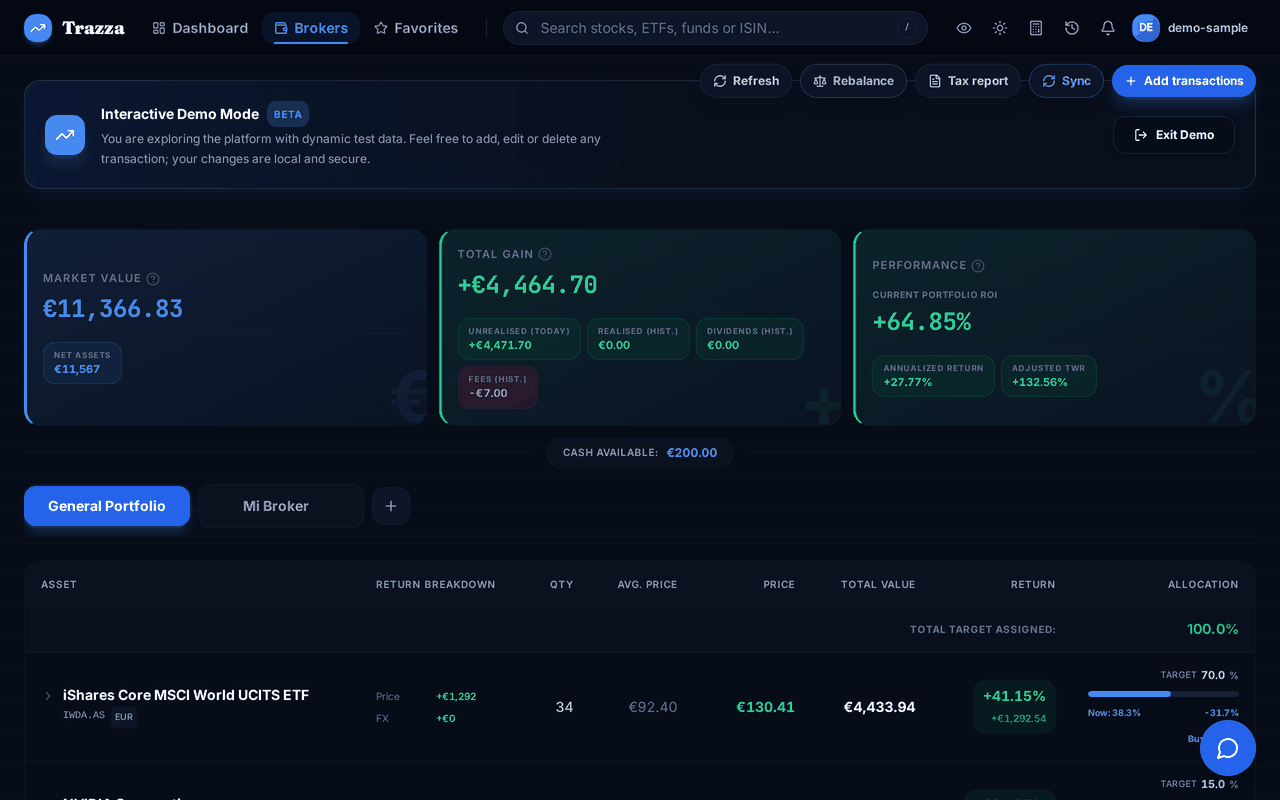 Trazza Dashboard Brokers Favorites Search stocks, ETFs, funds or ISIN... / DE demo-sample
Refresh Rebalance Tax report Sync + Add transactions
Interactive Demo Mode BETA
You are exploring the platform with dynamic test data. Feel free to add, edit or delete any
transaction; your changes are local and secure.
Exit Demo
MARKET VALUE ?
€11,366.83
NET ASSETS
€11,567
€
TOTAL GAIN ?
+€4,464.70
UNREALISED (TODAY) REALISED (HIST.) DIVIDENDS (HIST.)
+€4,471.70 €0.00 €0.00
FEES (HIST.)
-€7.00
+
PERFORMANCE ?
CURRENT PORTFOLIO ROI
+64.85%
ANNUALIZED RETURN ADJUSTED TWR
+27.77% +132.56%
%
CASH AVAILABLE: €200.00
General Portfolio Mi Broker +
ASSET RETURN BREAKDOWN QTY AVG. PRICE PRICE TOTAL VALUE RETURN ALLOCATION
TOTAL TARGET ASSIGNED: 100.0%
iShares Core MSCI World UCITS ETF
IWDA.AS EUR
Price +€1,292
FX +€0
34 €92.40 €130.41 €4,433.94
+41.15%
+€1,292.54
TARGET 70.0 %
Now: 38.3% -31.7%
TARGET 15.0 %